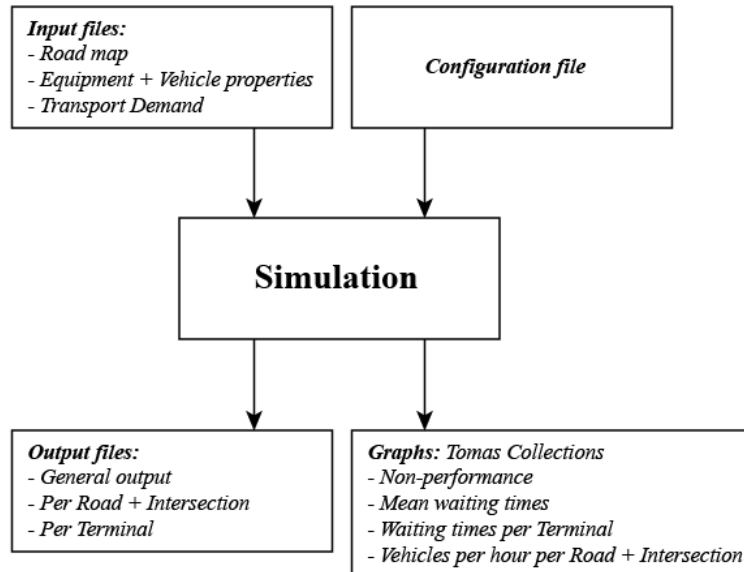 Input files:
- Road map
- Equipment + Vehicle properties
- Transport Demand
Configuration file
Simulation
Output files:
- General output
- Per Road + Intersection
- Per Terminal
Graphs: Tomas Collections
- Non-performance
- Mean waiting times
- Waiting times per Terminal
- Vehicles per hour per Road + Intersection